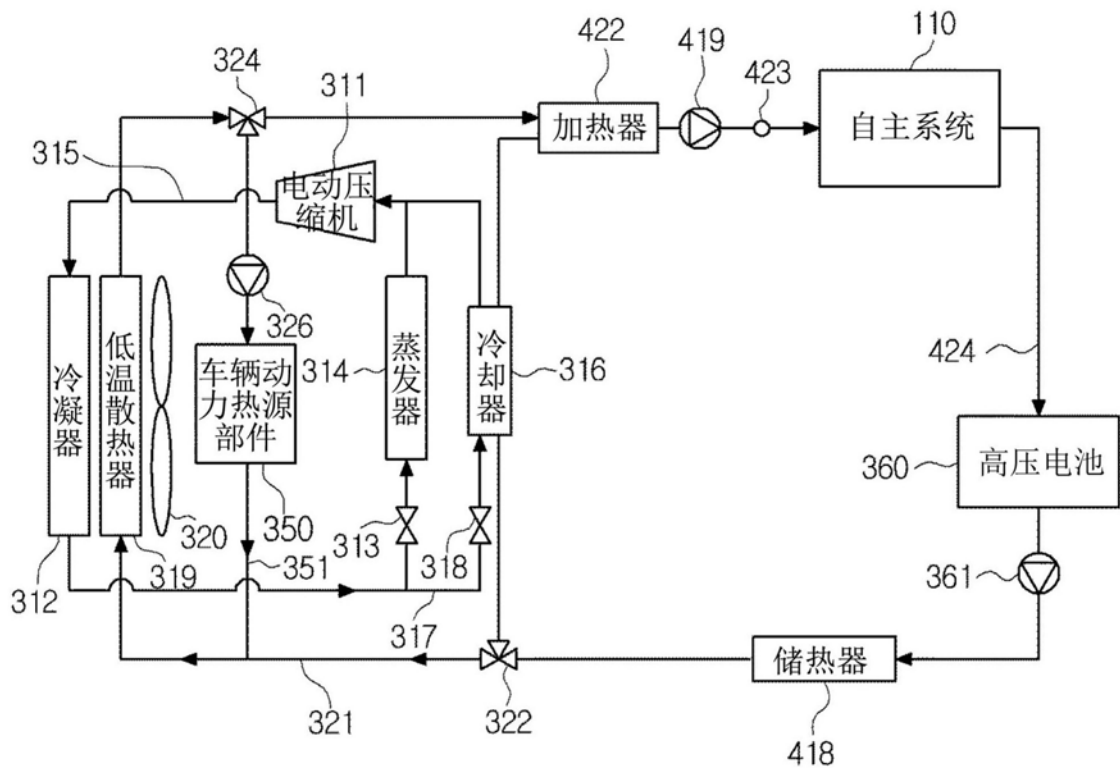 422
419
423
110
324
311
315
加热器
自主系统
电动压
缩机
326
冷凝器
低温散热器
车辆动
力热源
部件
314
蒸发器
冷却器
316
424
360
高压电池
320
350
313
318
312
319
351
317
361
储热器
321
322
418